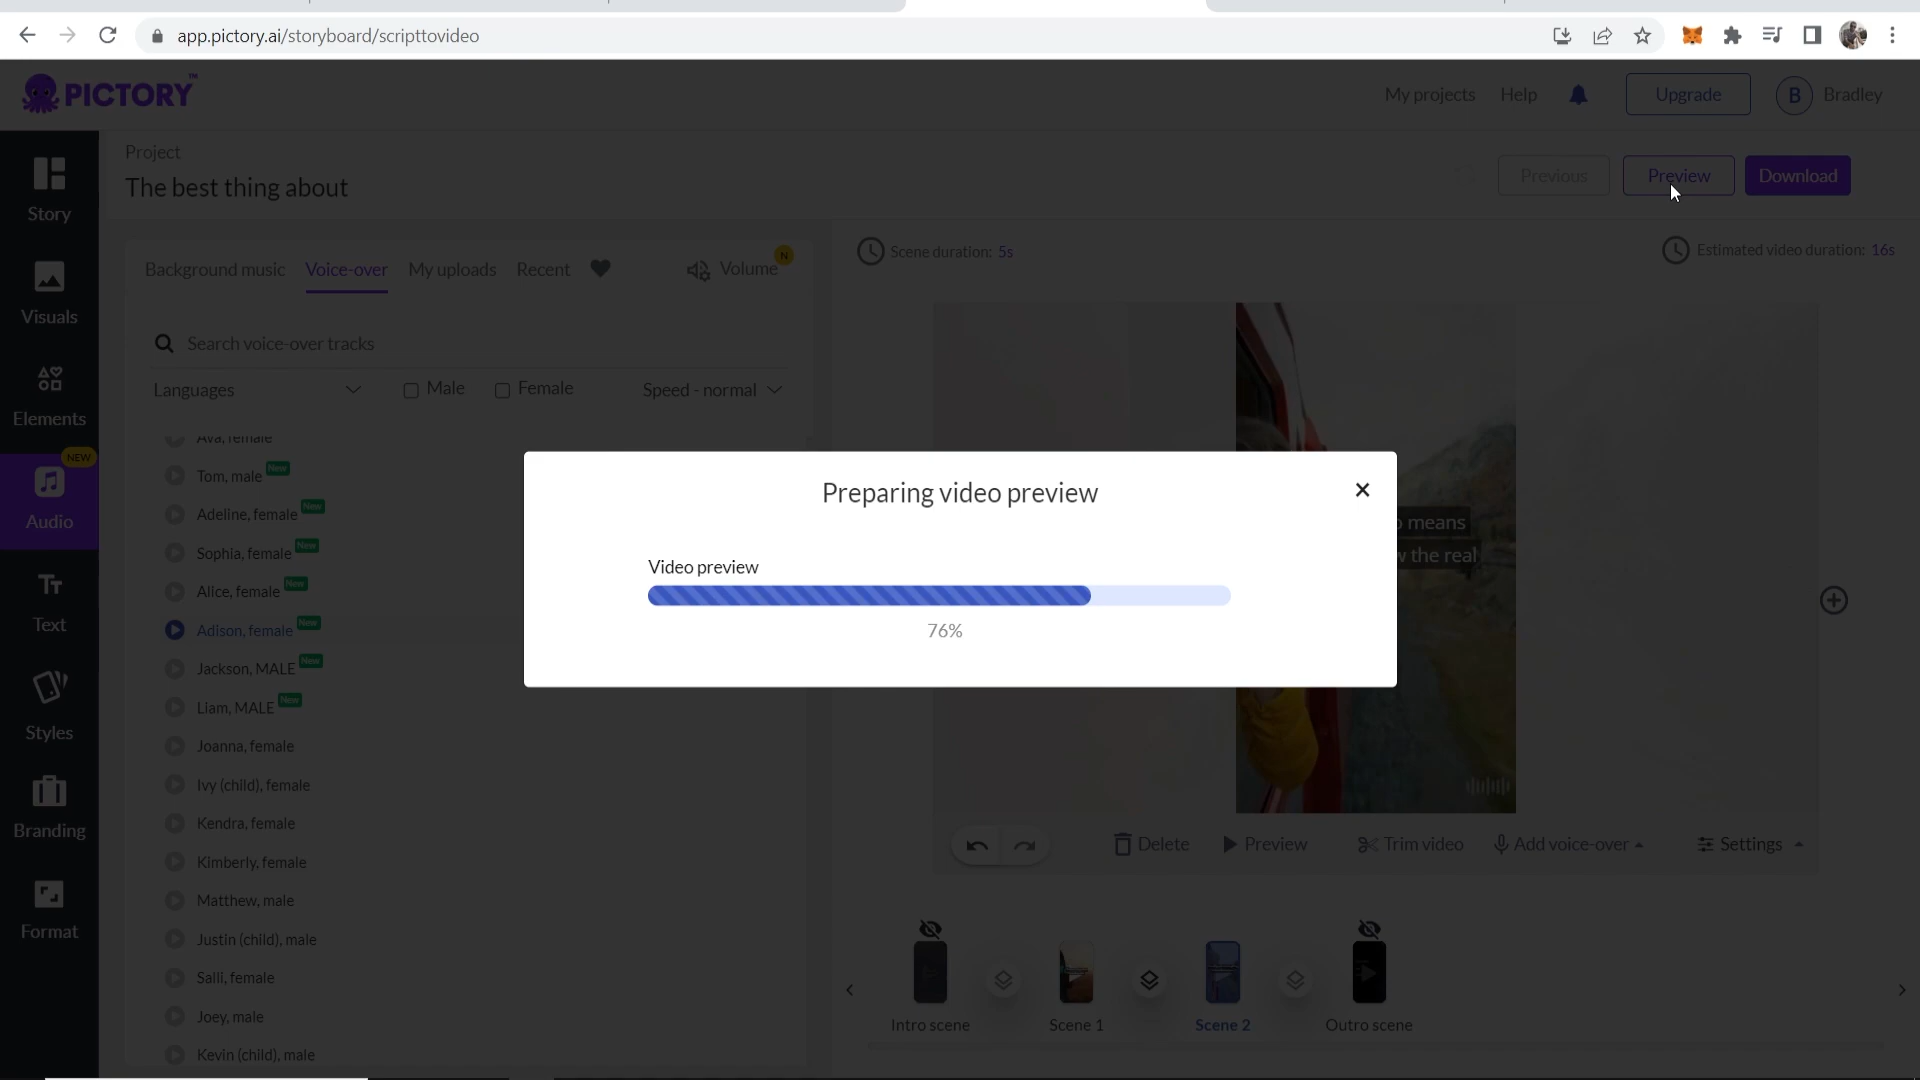 app.pictory.ai/storyboard/scripttovideo
PICTORY™
My projects
Help
Upgrade
B
Bradley
Project
The best thing about
Previous
Preview
Download
Story
Visuals
Elements
NEW
Audio
Text
Styles
Branding
Format
Background music
Voice-over
My uploads
Recent
Volume
N
Search voice-over tracks
Languages
Male
Female
Speed - normal
Ava, female
Tom, male New
Adeline, female New
Sophia, female New
Alice, female New
Adison, female New
Jackson, MALE New
Liam, MALE New
Joanna, female
Ivy (child), female
Kendra, female
Kimberly, female
Matthew, male
Justin (child), male
Salli, female
Joey, male
Kevin (child), male
Scene duration: 5s
Estimated video duration: 16s
means
the real
Preparing video preview
Video preview
76%
Delete
Preview
Trim video
Add voice-over
Settings
Intro scene
Scene 1
Scene 2
Outro scene